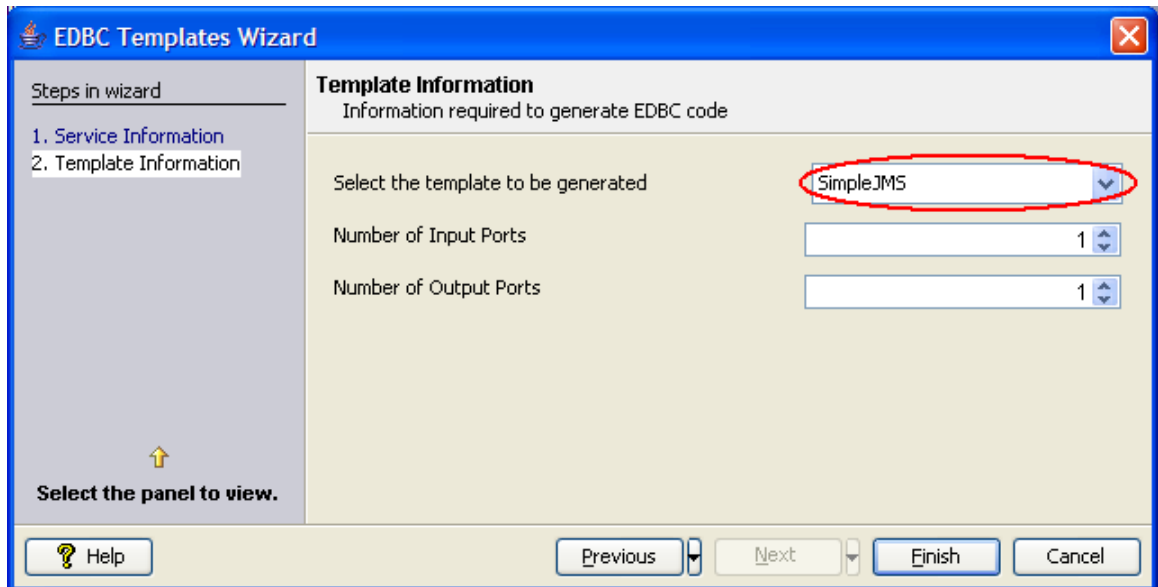 EDBC Templates Wizard
Steps in wizard
1. Service Information
2. Template Information
Select the panel to view.
Template Information
Information required to generate EDBC code
Select the template to be generated
SimpleJMS
Number of Input Ports
1
Number of Output Ports
1
Help
Previous
Next
Finish
Cancel